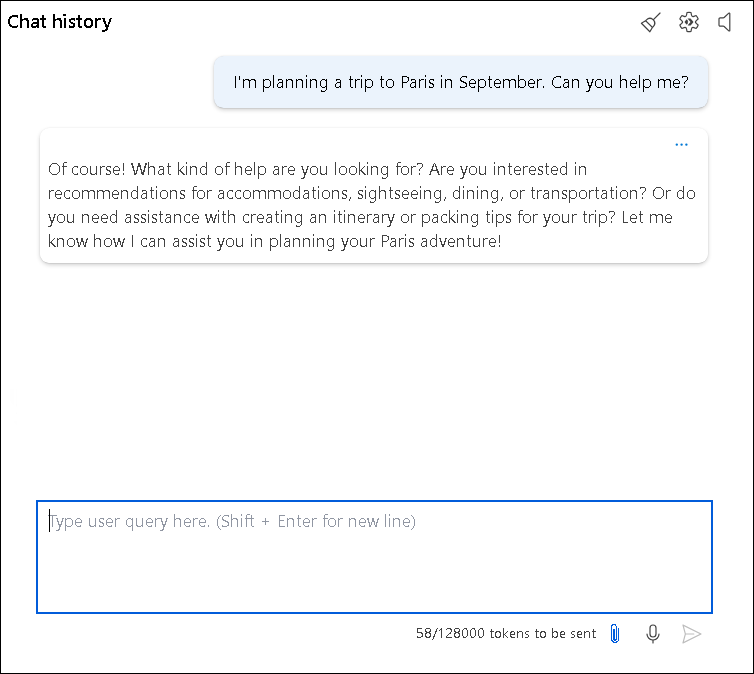 Chat history
I'm planning a trip to Paris in September. Can you help me?
Of course! What kind of help are you looking for? Are you interested in
recommendations for accommodations, sightseeing, dining, or transportation? Or do
you need assistance with creating an itinerary or packing tips for your trip? Let me
know how I can assist you in planning your Paris adventure!
Type user query here. (Shift + Enter for new line)
58/128000 tokens to be sent